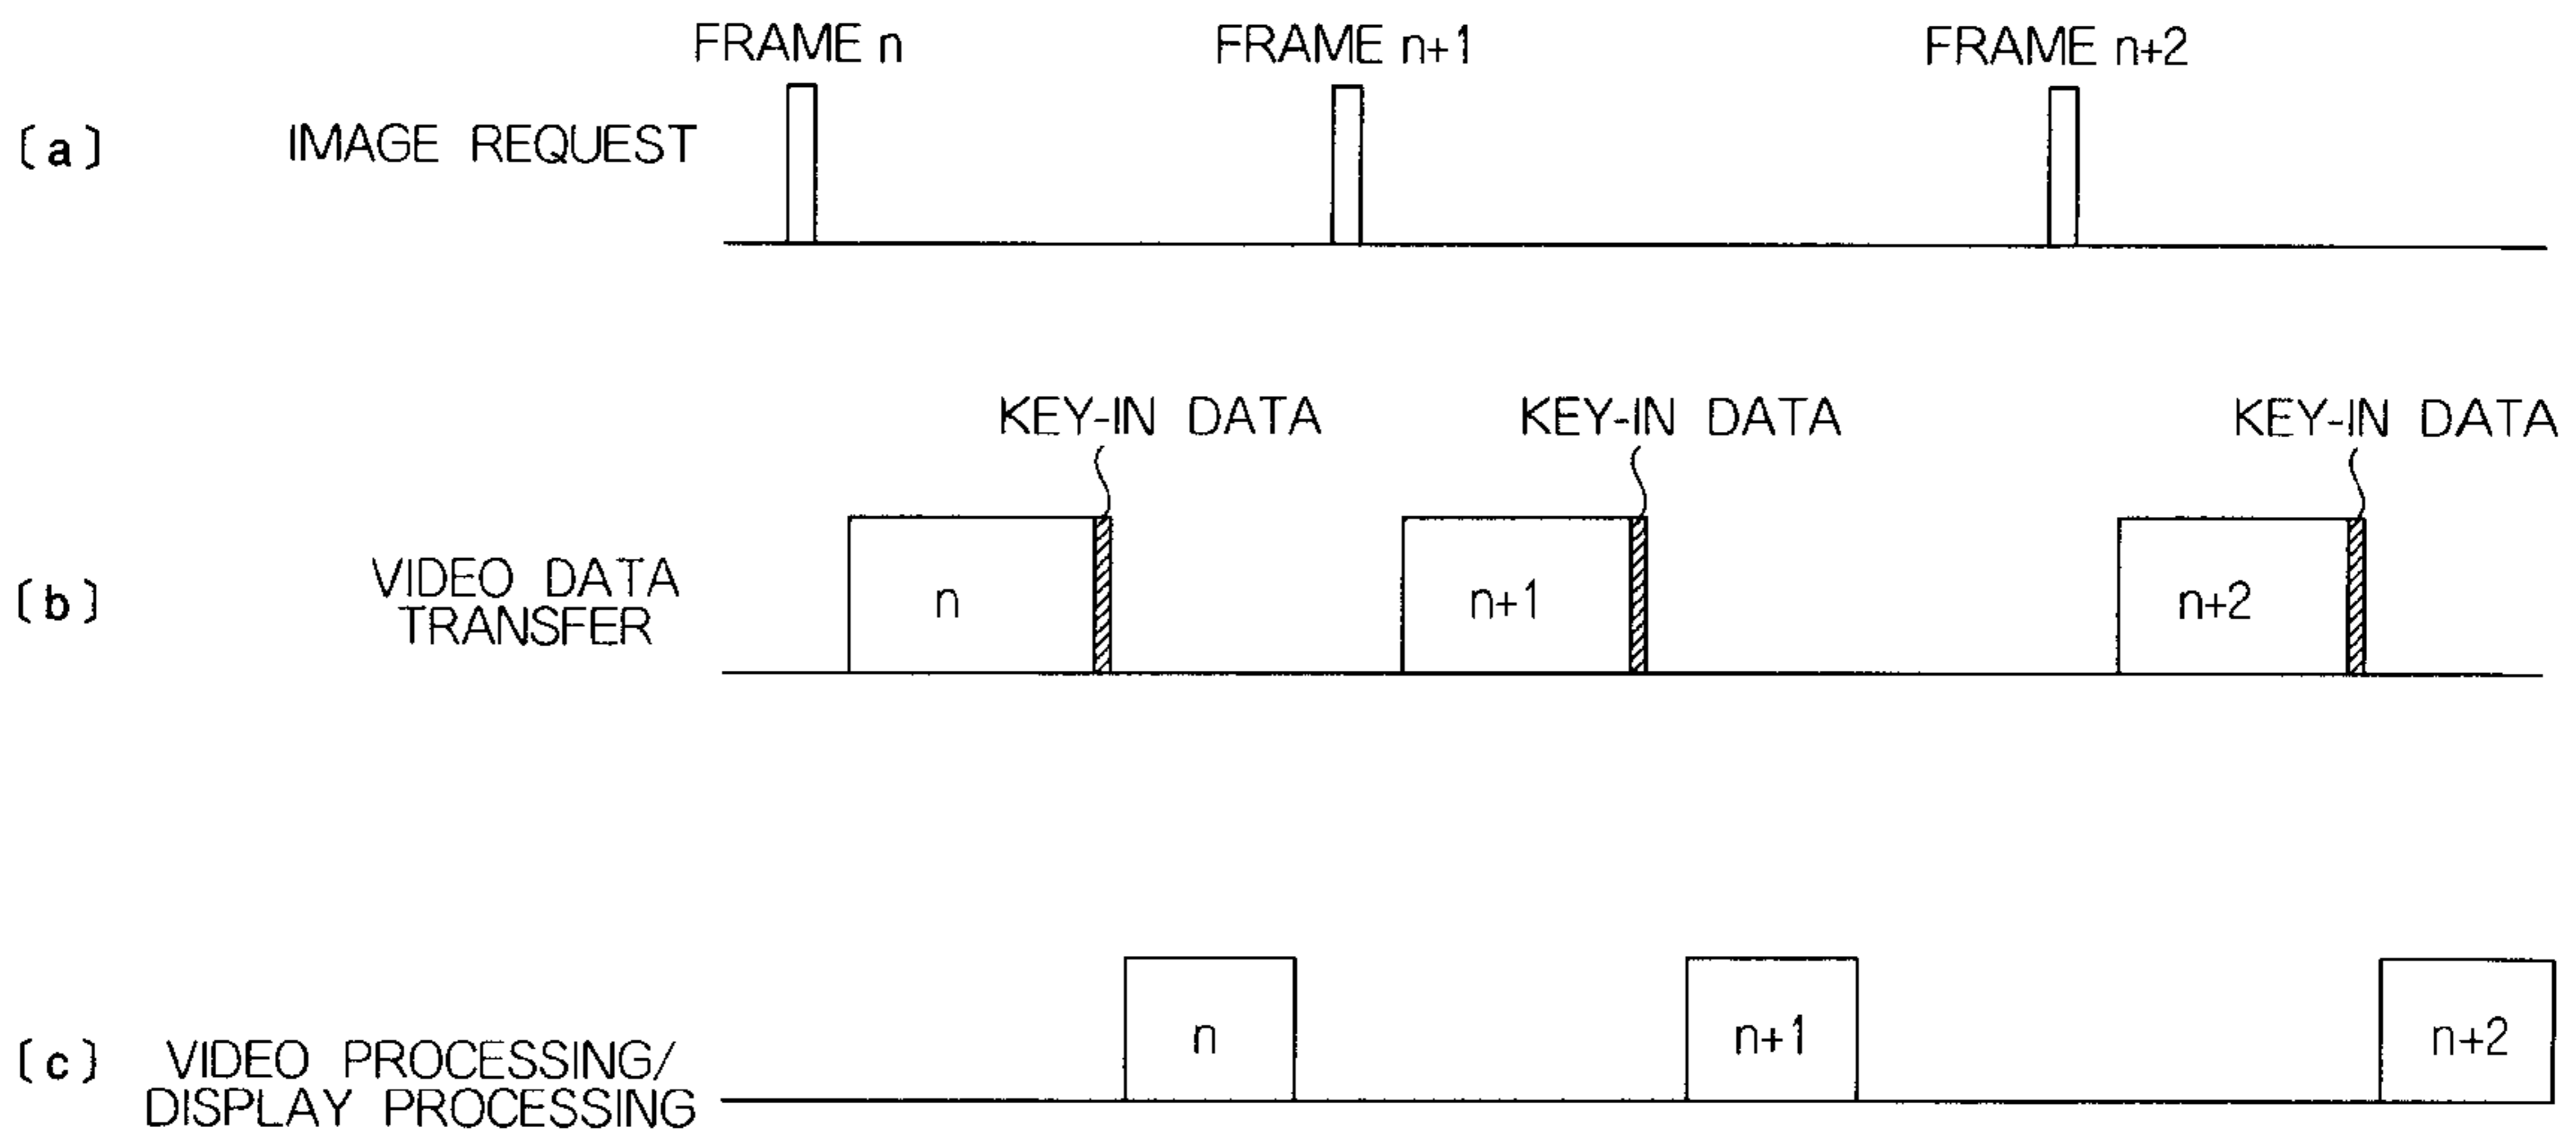 FRAME n FRAME n+1 FRAME n+2
(a) IMAGE REQUEST
KEY-IN DATA KEY-IN DATA KEY-IN DATA
(b) VIDEO DATA
TRANSFER
n n+1 n+2
(c) VIDEO PROCESSING/
DISPLAY PROCESSING
n n+1 n+2